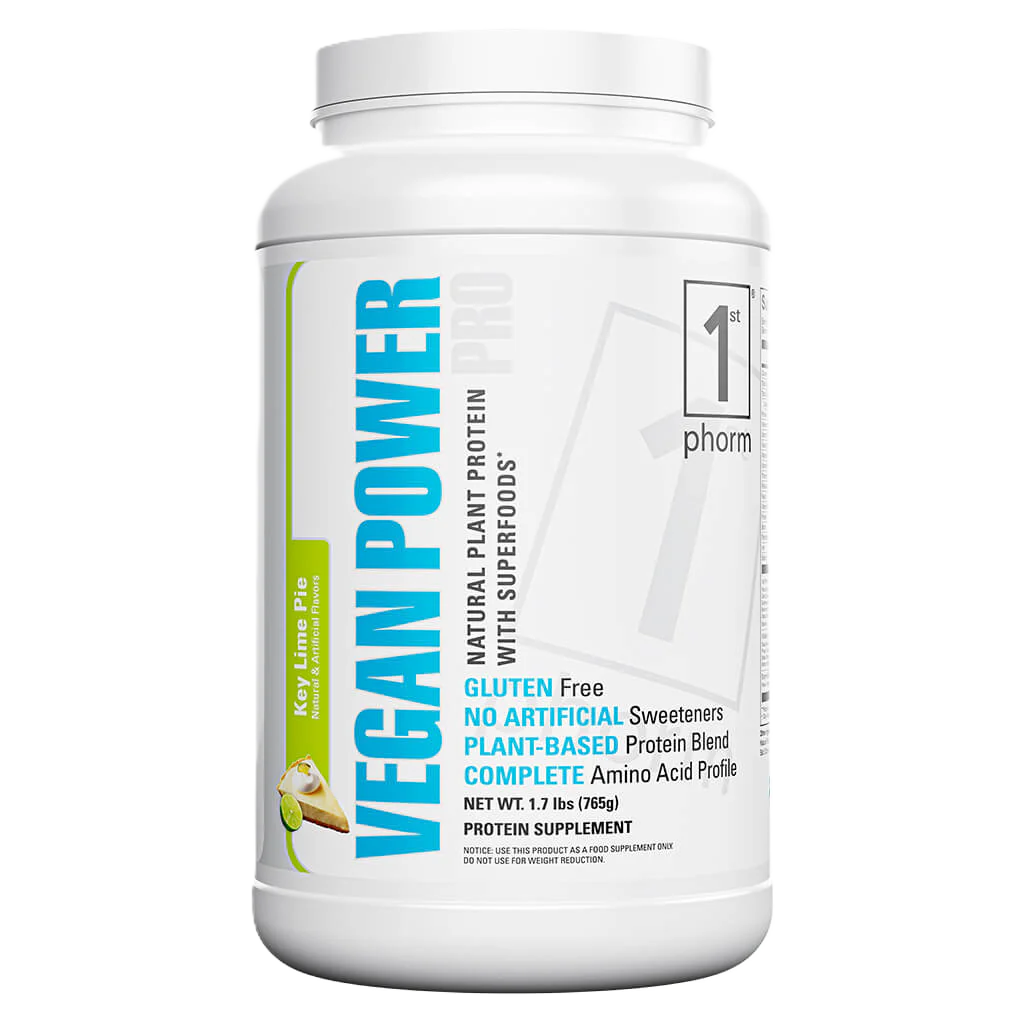 1st
phorm
®
VEGAN POWER
PRO
NATURAL PLANT PROTEIN
WITH SUPERFOODS*
Key Lime Pie
Natural & Artificial Flavors
GLUTEN Free
NO ARTIFICIAL Sweeteners
PLANT-BASED Protein Blend
COMPLETE Amino Acid Profile
NET WT. 1.7 lbs (765g)
PROTEIN SUPPLEMENT
NOTICE: USE THIS PRODUCT AS A FOOD SUPPLEMENT ONLY.
DO NOT USE FOR WEIGHT REDUCTION.